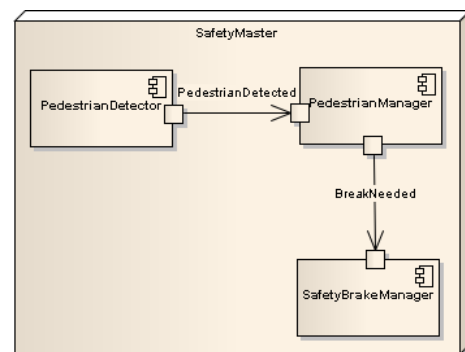 SafetyMaster
PedestrianDetector
PedestrianDetected
PedestrianManager
BreakNeeded
SafetyBrakeManager